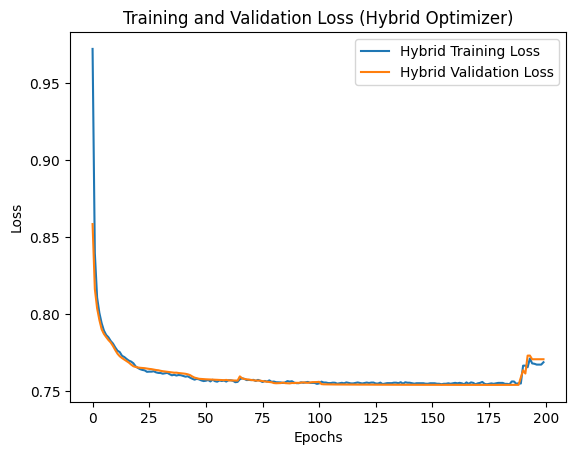 Training and Validation Loss (Hybrid Optimizer)
Hybrid Training Loss
Hybrid Validation Loss
0.95
0.90
0.85
0.80
0.75
Loss
0 25 50 75 100 125 150 175 200
Epochs